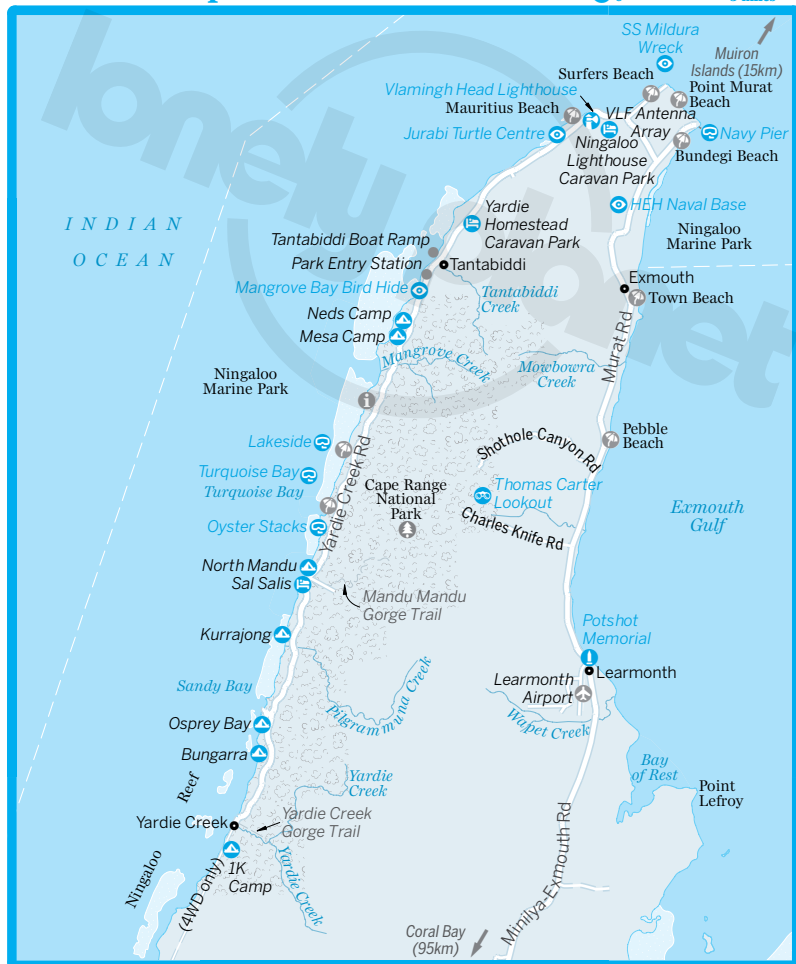 SS Mildura
Wreck
Muiron
Islands (15km)
Surfers Beach
Vlamingh Head Lighthouse
Point Murat
Beach
Mauritius Beach
VLF Antenna
Array
Jurabi Turtle Centre
Navy Pier
Ningaloo
Lighthouse
Caravan Park
Bundegi Beach
lonely planet
HEH Naval Base
INDIAN
OCEAN
Yardie
Homestead
Caravan Park
Ningaloo
Marine Park
Tantabiddi Boat Ramp
Park Entry Station
Tantabiddi
Mangrove Bay Bird Hide
Exmouth
Town Beach
Tantabiddi
Creek
Neds Camp
Mesa Camp
Murat Rd
Mangrove Creek
Mowbowra
Creek
Ningaloo
Marine Park
i
Lakeside
Pebble
Beach
Shothole Canyon Rd
Yardie Creek Rd
Turquoise Bay
Turquoise Bay
Cape Range
National
Park
Thomas Carter
Lookout
Exmouth
Gulf
Oyster Stacks
Charles Knife Rd
North Mandu
Sal Salis
Mandu Mandu
Gorge Trail
Kurrajong
Potshot
Memorial
Learmonth
Sandy Bay
Pilgrammuna Creek
Learmonth
Airport
Wapet Creek
Osprey Bay
Bungarra
Bay
of Rest
Yardie
Creek
Reef
Point
Lefroy
Yardie Creek
Yardie Creek
Gorge Trail
1K
Camp
Yardie Creek
Ningaloo
(4WD only)
Minilya-Exmouth Rd
Coral Bay
(95km)